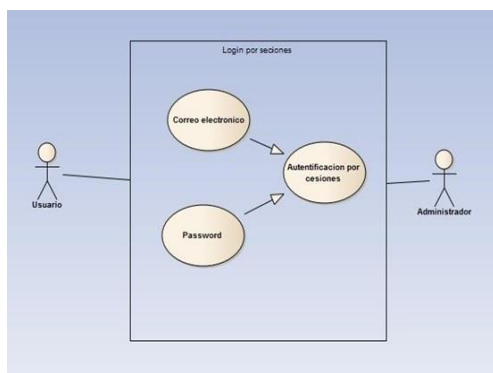 Login por seciones
Correo electronico
Autentificacion por
cesiones
Usuario
Administrador
Password